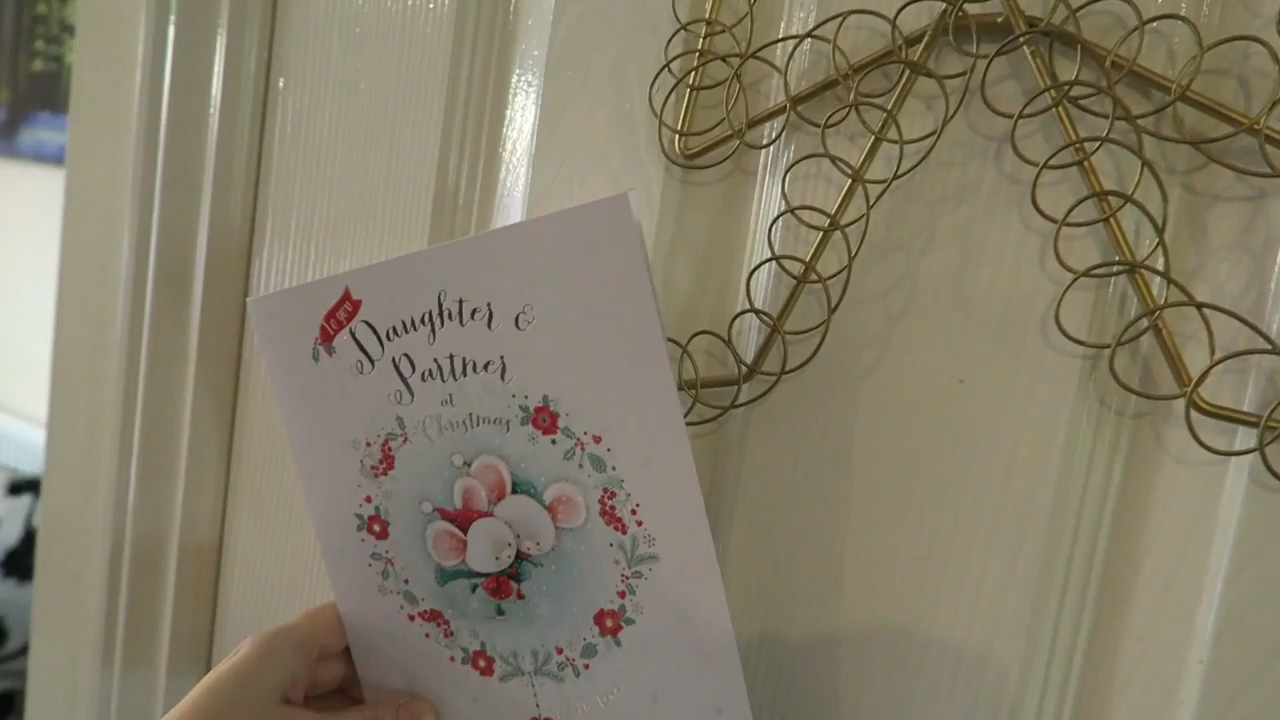 To you
Daughter &
Partner
at
Christmas